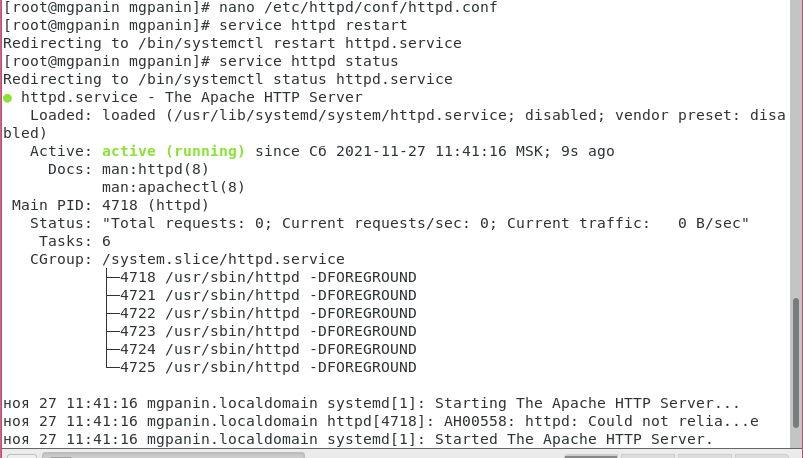 [root@mgpanin mgpanin]# nano /etc/httpd/conf/httpd.conf
[root@mgpanin mgpanin]# service httpd restart
Redirecting to /bin/systemctl restart httpd.service
[root@mgpanin mgpanin]# service httpd status
Redirecting to /bin/systemctl status httpd.service
● httpd.service - The Apache HTTP Server
   Loaded: loaded (/usr/lib/systemd/system/httpd.service; disabled; vendor preset: disa
bled)
   Active: active (running) since Сб 2021-11-27 11:41:16 MSK; 9s ago
     Docs: man:httpd(8)
           man:apachectl(8)
 Main PID: 4718 (httpd)
   Status: "Total requests: 0; Current requests/sec: 0; Current traffic:   0 B/sec"
    Tasks: 6
   CGroup: /system.slice/httpd.service
           ├─4718 /usr/sbin/httpd -DFOREGROUND
           ├─4721 /usr/sbin/httpd -DFOREGROUND
           ├─4722 /usr/sbin/httpd -DFOREGROUND
           ├─4723 /usr/sbin/httpd -DFOREGROUND
           ├─4724 /usr/sbin/httpd -DFOREGROUND
           └─4725 /usr/sbin/httpd -DFOREGROUND
ноя 27 11:41:16 mgpanin.localdomain systemd[1]: Starting The Apache HTTP Server...
ноя 27 11:41:16 mgpanin.localdomain httpd[4718]: AH00558: httpd: Could not relia...e
ноя 27 11:41:16 mgpanin.localdomain systemd[1]: Started The Apache HTTP Server.